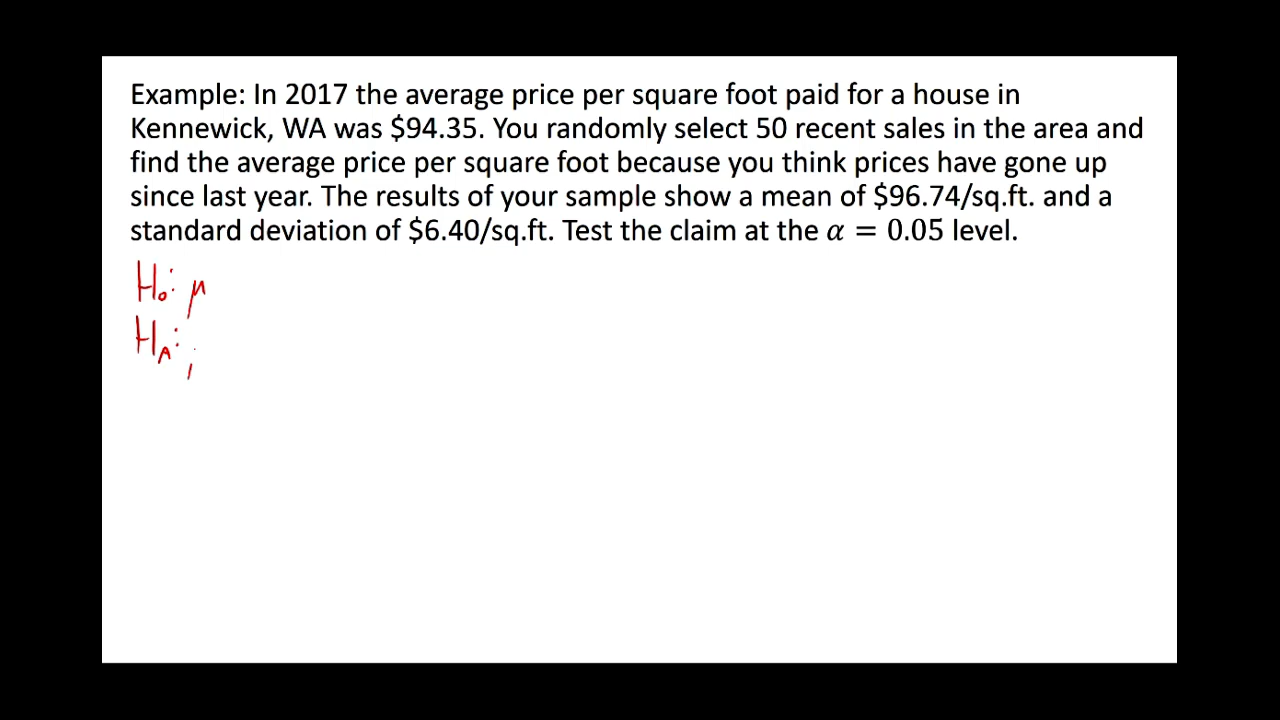 Example: In 2017 the average price per square foot paid for a house in
Kennewick, WA was $94.35. You randomly select 50 recent sales in the area and
find the average price per square foot because you think prices have gone up
since last year. The results of your sample show a mean of $96.74/sq.ft. and a
standard deviation of $6.40/sq.ft. Test the claim at the α = 0.05 level.
H₀: μ
Hₐ: